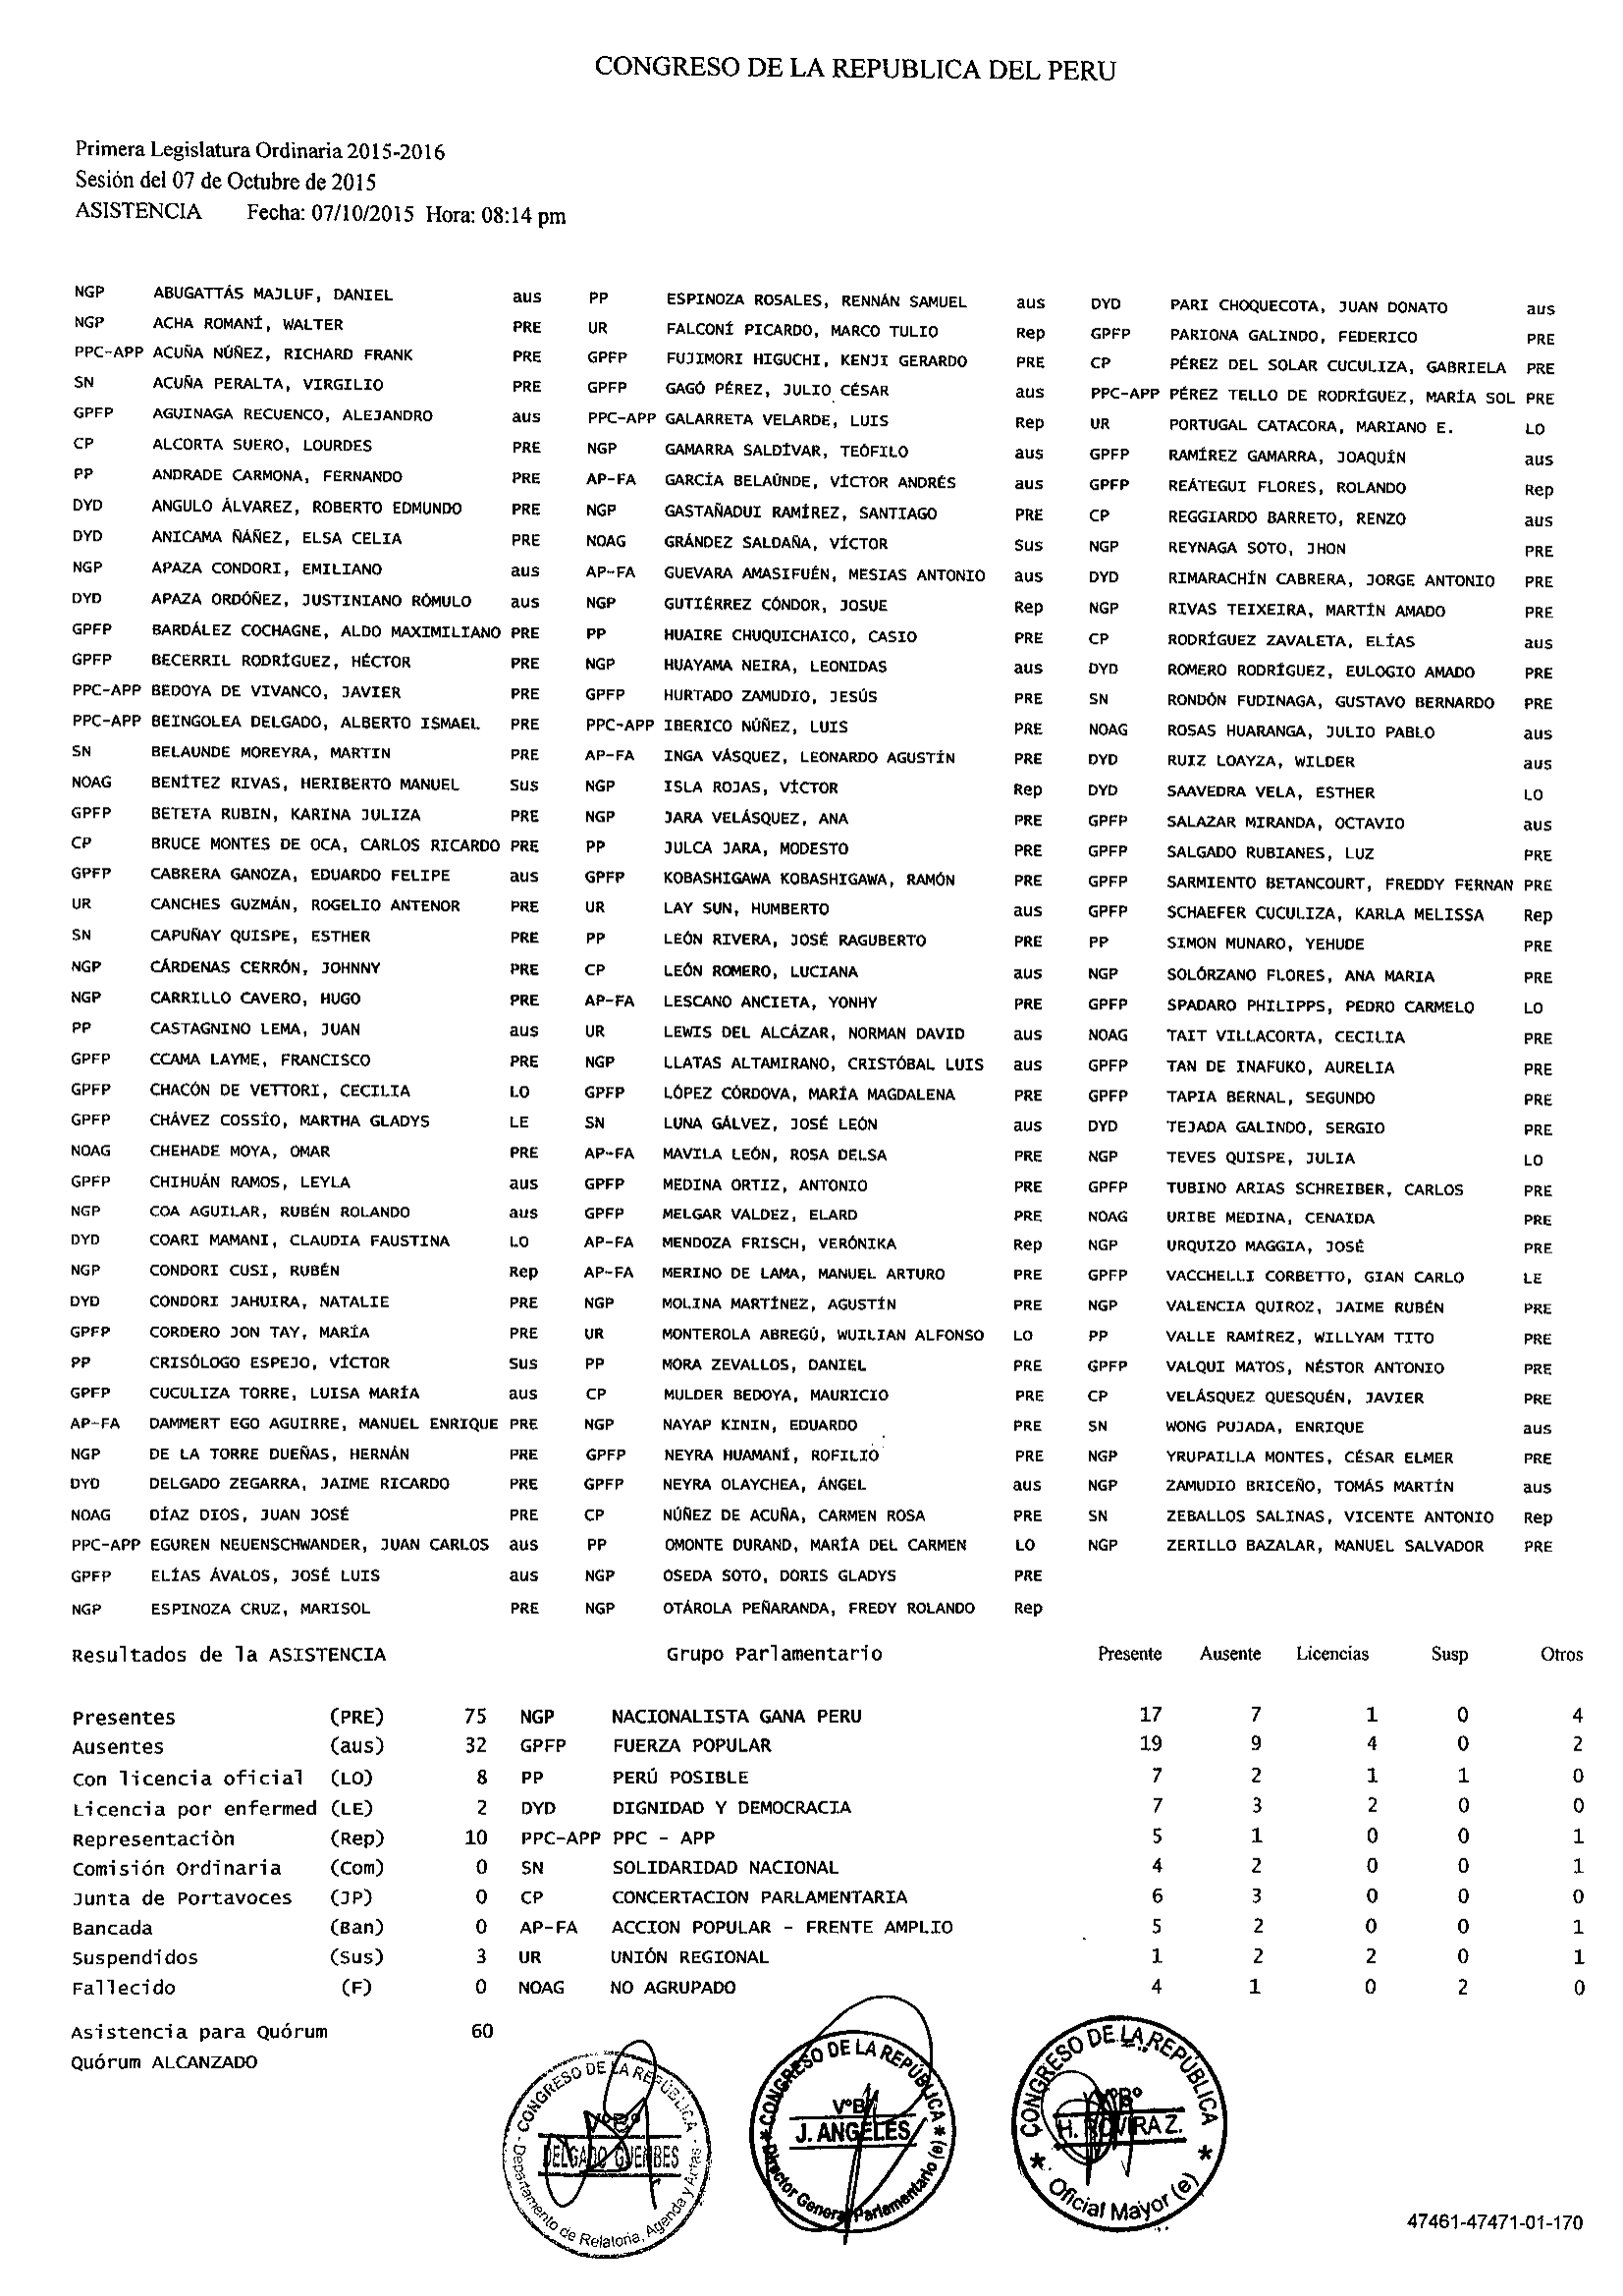 CONGRESO DE LA REPUBLICA DEL PERU
Primera Legislatura Ordinaria 2015-2016
Sesión del 07 de Octubre de 2015
ASISTENCIA Fecha: 07/10/2015 Hora: 08:14 pm
NGP ABUGATTÁS MAJLUF, DANIEL aus
NGP ACHA ROMANÍ, WALTER PRE
PPC-APP ACUÑA NÚÑEZ, RICHARD FRANK PRE
SN ACUÑA PERALTA, VIRGILIO PRE
GPFP AGUINAGA RECUENCO, ALEJANDRO aus
CP ALCORTA SUERO, LOURDES PRE
PP ANDRADE CARMONA, FERNANDO PRE
DYD ANGULO ÁLVAREZ, ROBERTO EDMUNDO PRE
DYD ANICAMA ÑÁÑEZ, ELSA CELIA PRE
NGP APAZA CONDORI, EMILIANO aus
DYD APAZA ORDÓÑEZ, JUSTINIANO RÓMULO aus
GPFP BARDÁLEZ COCHAGNE, ALDO MAXIMILIANO PRE
GPFP BECERRIL RODRÍGUEZ, HÉCTOR PRE
PPC-APP BEDOYA DE VIVANCO, JAVIER PRE
PPC-APP BEINGOLEA DELGADO, ALBERTO ISMAEL PRE
SN BELAUNDE MOREYRA, MARTIN PRE
NOAG BENÍTEZ RIVAS, HERIBERTO MANUEL Sus
GPFP BETETA RUBIN, KARINA JULIZA PRE
CP BRUCE MONTES DE OCA, CARLOS RICARDO PRE
GPFP CABRERA GANOZA, EDUARDO FELIPE aus
UR CANCHES GUZMÁN, ROGELIO ANTENOR PRE
SN CAPUÑAY QUISPE, ESTHER PRE
NGP CÁRDENAS CERRÓN, JOHNNY PRE
NGP CARRILLO CAVERO, HUGO PRE
PP CASTAGNINO LEMA, JUAN aus
GPFP CCAMA LAYME, FRANCISCO PRE
GPFP CHACÓN DE VETTORI, CECILIA LO
GPFP CHÁVEZ COSSÍO, MARTHA GLADYS LE
NOAG CHEHADE MOYA, OMAR PRE
GPFP CHIHUÁN RAMOS, LEYLA aus
NGP COA AGUILAR, RUBÉN ROLANDO aus
DYD COARI MAMANI, CLAUDIA FAUSTINA LO
NGP CONDORI CUSI, RUBÉN Rep
DYD CONDORI JAHUIRA, NATALIE PRE
GPFP CORDERO JON TAY, MARÍA PRE
PP CRISÓLOGO ESPEJO, VÍCTOR Sus
GPFP CUCULIZA TORRE, LUISA MARÍA aus
AP-FA DAMMERT EGO AGUIRRE, MANUEL ENRIQUE PRE
NGP DE LA TORRE DUEÑAS, HERNÁN PRE
DYD DELGADO ZEGARRA, JAIME RICARDO PRE
NOAG DÍAZ DIOS, JUAN JOSÉ PRE
PPC-APP EGUREN NEUENSCHWANDER, JUAN CARLOS aus
GPFP ELÍAS ÁVALOS, JOSÉ LUIS aus
NGP ESPINOZA CRUZ, MARISOL PRE
PP ESPINOZA ROSALES, RENNÁN SAMUEL aus
UR FALCONÍ PICARDO, MARCO TULIO Rep
GPFP FUJIMORI HIGUCHI, KENJI GERARDO PRE
GPFP GAGÓ PÉREZ, JULIO CÉSAR aus
PPC-APP GALARRETA VELARDE, LUIS Rep
NGP GAMARRA SALDÍVAR, TEÓFILO aus
AP-FA GARCÍA BELAÚNDE, VÍCTOR ANDRÉS aus
NGP GASTAÑADUI RAMÍREZ, SANTIAGO PRE
NOAG GRÁNDEZ SALDAÑA, VÍCTOR Sus
AP-FA GUEVARA AMASIFUÉN, MESIAS ANTONIO aus
NGP GUTIÉRREZ CÓNDOR, JOSUE Rep
PP HUAIRE CHUQUICHAICO, CASIO PRE
NGP HUAYAMA NEIRA, LEONIDAS aus
GPFP HURTADO ZAMUDIO, JESÚS PRE
PPC-APP IBERICO NÚÑEZ, LUIS PRE
AP-FA INGA VÁSQUEZ, LEONARDO AGUSTÍN PRE
NGP ISLA ROJAS, VÍCTOR Rep
NGP JARA VELÁSQUEZ, ANA PRE
PP JULCA JARA, MODESTO PRE
GPFP KOBASHIGAWA KOBASHIGAWA, RAMÓN PRE
UR LAY SUN, HUMBERTO aus
PP LEÓN RIVERA, JOSÉ RAGUBERTO PRE
CP LEÓN ROMERO, LUCIANA aus
AP-FA LESCANO ANCIETA, YONHY PRE
UR LEWIS DEL ALCÁZAR, NORMAN DAVID aus
NGP LLATAS ALTAMIRANO, CRISTÓBAL LUIS aus
GPFP LÓPEZ CÓRDOVA, MARÍA MAGDALENA PRE
SN LUNA GÁLVEZ, JOSÉ LEÓN aus
AP-FA MAVILA LEÓN, ROSA DELSA PRE
GPFP MEDINA ORTIZ, ANTONIO PRE
GPFP MELGAR VALDEZ, ELARD PRE
AP-FA MENDOZA FRISCH, VERÓNIKA Rep
AP-FA MERINO DE LAMA, MANUEL ARTURO PRE
NGP MOLINA MARTÍNEZ, AGUSTÍN PRE
UR MONTEROLA ABREGÚ, WUILIAN ALFONSO LO
PP MORA ZEVALLOS, DANIEL PRE
CP MULDER BEDOYA, MAURICIO PRE
NGP NAYAP KININ, EDUARDO PRE
GPFP NEYRA HUAMANÍ, ROFILIO PRE
GPFP NEYRA OLAYCHEA, ÁNGEL aus
CP NÚÑEZ DE ACUÑA, CARMEN ROSA PRE
PP OMONTE DURAND, MARÍA DEL CARMEN LO
NGP OSEDA SOTO, DORIS GLADYS PRE
NGP OTÁROLA PEÑARANDA, FREDY ROLANDO Rep
DYD PARI CHOQUECOTA, JUAN DONATO aus
GPFP PARIONA GALINDO, FEDERICO PRE
CP PÉREZ DEL SOLAR CUCULIZA, GABRIELA PRE
PPC-APP PÉREZ TELLO DE RODRÍGUEZ, MARÍA SOL PRE
UR PORTUGAL CATACORA, MARIANO E. LO
GPFP RAMÍREZ GAMARRA, JOAQUÍN aus
GPFP REÁTEGUI FLORES, ROLANDO Rep
CP REGGIARDO BARRETO, RENZO aus
NGP REYNAGA SOTO, JHON PRE
DYD RIMARACHÍN CABRERA, JORGE ANTONIO PRE
NGP RIVAS TEIXEIRA, MARTÍN AMADO PRE
CP RODRÍGUEZ ZAVALETA, ELÍAS aus
DYD ROMERO RODRÍGUEZ, EULOGIO AMADO PRE
SN RONDÓN FUDINAGA, GUSTAVO BERNARDO PRE
NOAG ROSAS HUARANGA, JULIO PABLO aus
DYD RUIZ LOAYZA, WILDER aus
DYD SAAVEDRA VELA, ESTHER LO
GPFP SALAZAR MIRANDA, OCTAVIO aus
GPFP SALGADO RUBIANES, LUZ PRE
GPFP SARMIENTO BETANCOURT, FREDDY FERNAN PRE
GPFP SCHAEFER CUCULIZA, KARLA MELISSA Rep
PP SIMON MUNARO, YEHUDE PRE
NGP SOLÓRZANO FLORES, ANA MARIA PRE
GPFP SPADARO PHILIPPS, PEDRO CARMELO LO
NOAG TAIT VILLACORTA, CECILIA PRE
GPFP TAN DE INAFUKO, AURELIA PRE
GPFP TAPIA BERNAL, SEGUNDO PRE
DYD TEJADA GALINDO, SERGIO PRE
NGP TEVES QUISPE, JULIA LO
GPFP TUBINO ARIAS SCHREIBER, CARLOS PRE
NOAG URIBE MEDINA, CENAIDA PRE
NGP URQUIZO MAGGIA, JOSÉ PRE
GPFP VACCHELLI CORBETTO, GIAN CARLO LE
NGP VALENCIA QUIROZ, JAIME RUBÉN PRE
PP VALLE RAMÍREZ, WILLYAM TITO PRE
GPFP VALQUI MATOS, NÉSTOR ANTONIO PRE
CP VELÁSQUEZ QUESQUÉN, JAVIER PRE
SN WONG PUJADA, ENRIQUE aus
NGP YRUPAILLA MONTES, CÉSAR ELMER PRE
NGP ZAMUDIO BRICEÑO, TOMÁS MARTÍN aus
SN ZEBALLOS SALINAS, VICENTE ANTONIO Rep
NGP ZERILLO BAZALAR, MANUEL SALVADOR PRE
Resultados de la ASISTENCIA
Presentes (PRE) 75
Ausentes (aus) 32
Con licencia oficial (LO) 8
Licencia por enfermed (LE) 2
Representaciòn (Rep) 10
Comisión Ordinaria (Com) 0
Junta de Portavoces (JP) 0
Bancada (Ban) 0
Suspendidos (Sus) 3
Fallecido (F) 0
Asistencia para Quórum 60
Quórum ALCANZADO
Grupo Parlamentario Presente Ausente Licencias Susp Otros
NGP NACIONALISTA GANA PERU 17 7 1 0 4
GPFP FUERZA POPULAR 19 9 4 0 2
PP PERÚ POSIBLE 7 2 1 1 0
DYD DIGNIDAD Y DEMOCRACIA 7 3 2 0 0
PPC-APP PPC - APP 5 1 0 0 1
SN SOLIDARIDAD NACIONAL 4 2 0 0 1
CP CONCERTACION PARLAMENTARIA 6 3 0 0 0
AP-FA ACCION POPULAR - FRENTE AMPLIO 5 2 0 0 1
UR UNIÓN REGIONAL 1 2 2 0 1
NOAG NO AGRUPADO 4 1 0 2 0
CONGRESO DE LA REPÚBLICA
VºBº
DELGADO GUEMBES
Departamento de Relatoria, Agenda y Actas
CONGRESO DE LA REPÚBLICA
VºBº
J. ANGELES
Director General Parlamentario (e)
CONGRESO DE LA REPÚBLICA
VºBº
H. ROVIRA Z.
Oficial Mayor (e)
47461-47471-01-170